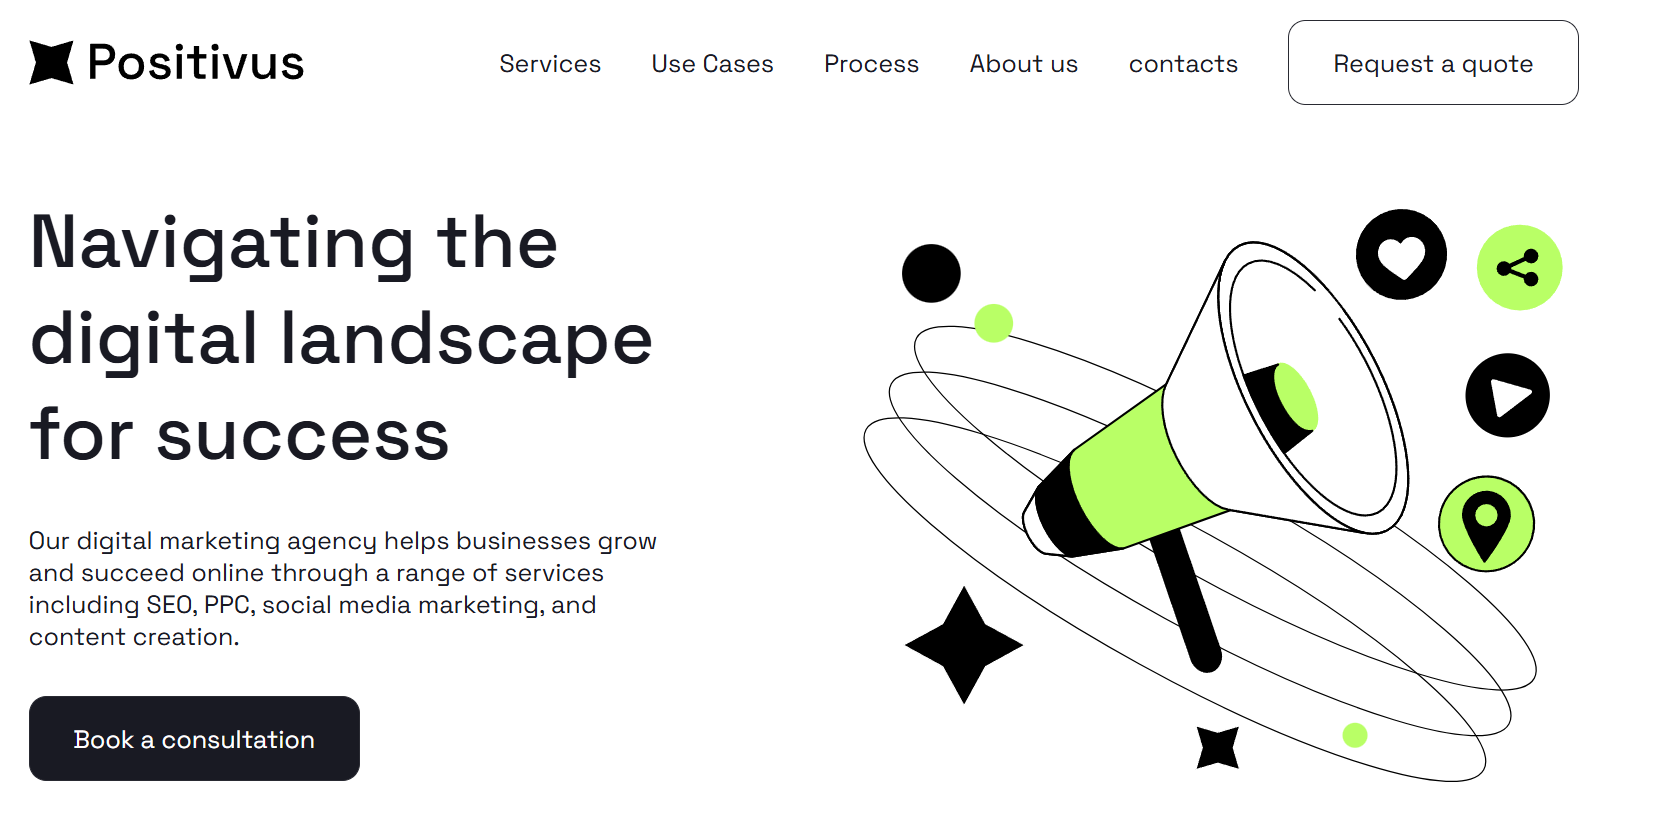 Positivus
Services
Use Cases
Process
About us
contacts
Request a quote
Navigating the
digital landscape
for success
Our digital marketing agency helps businesses grow
and succeed online through a range of services
including SEO, PPC, social media marketing, and
content creation.
Book a consultation